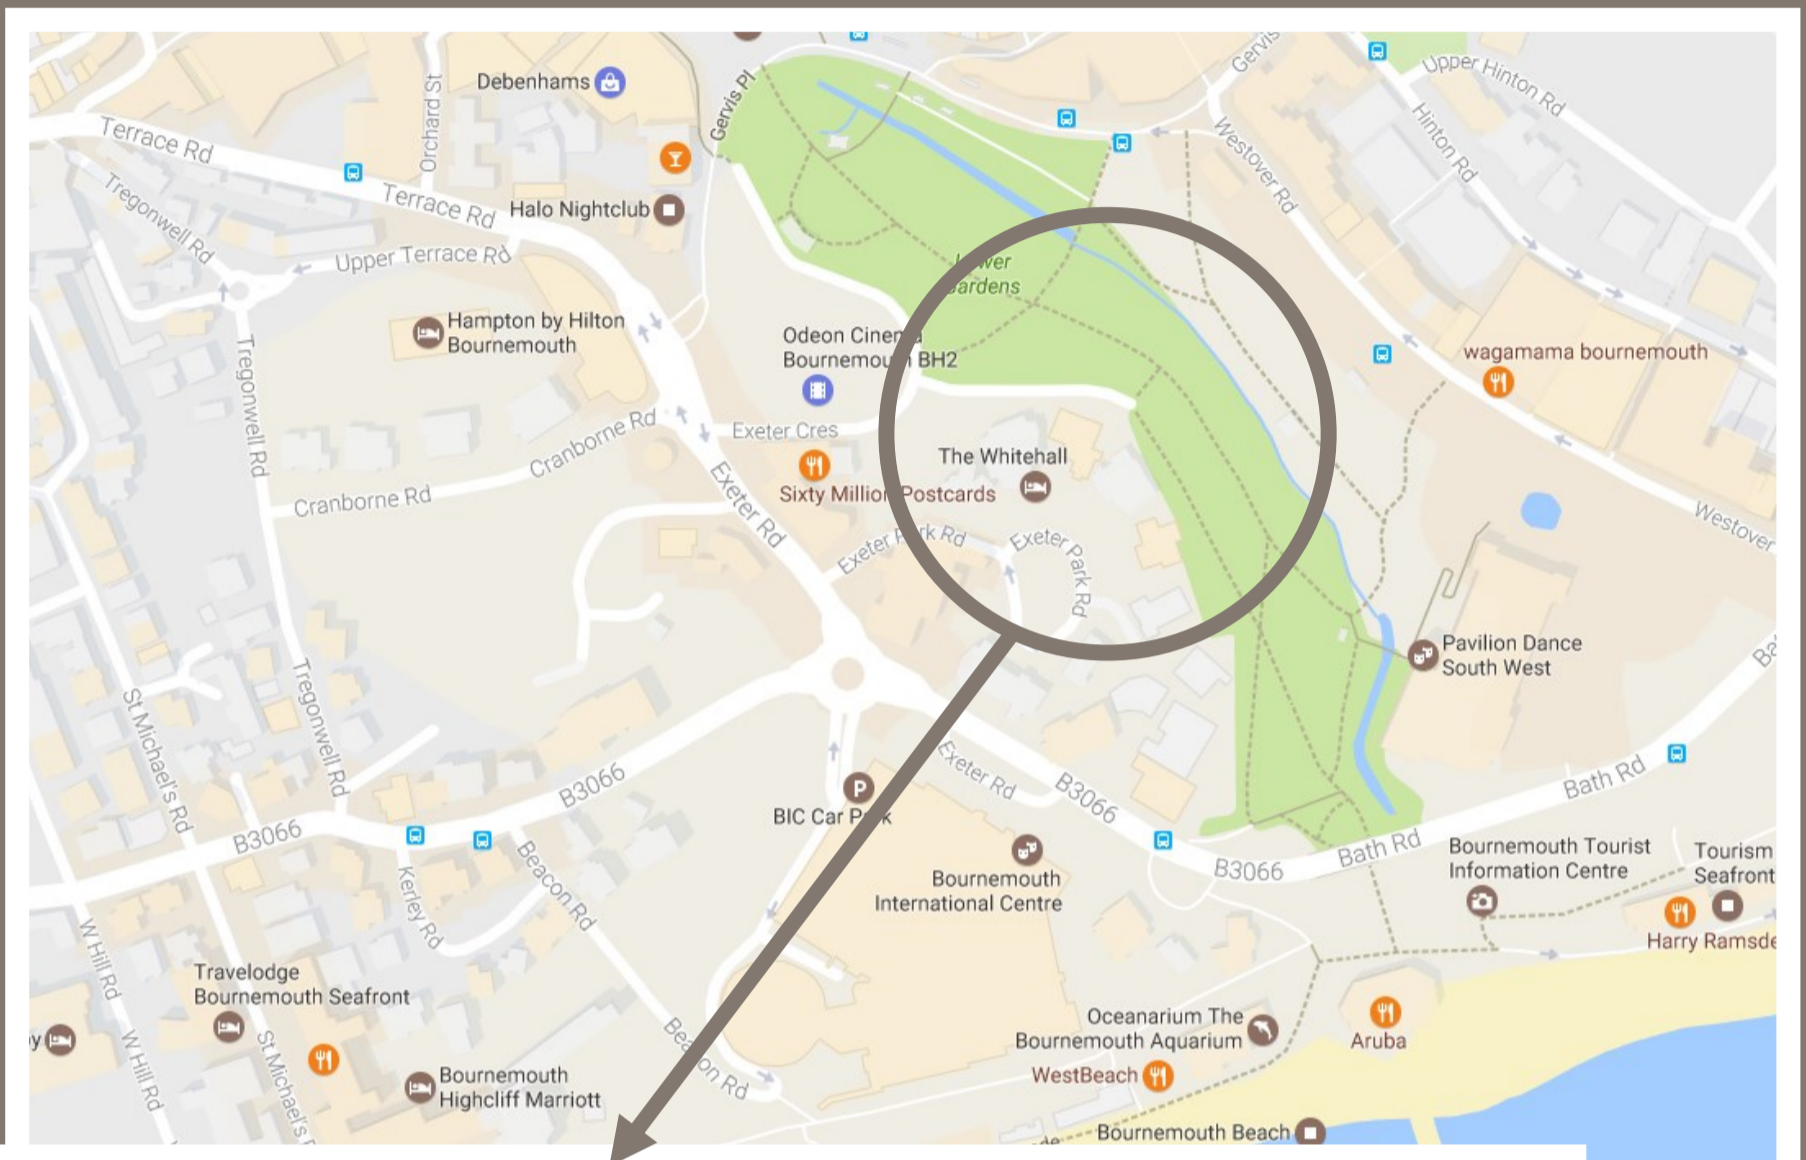 Debenhams
Orchard St
Gervis Pl
Gervis
Upper Hinton Rd
Hinton Rd
Westover Rd
Terrace Rd
Terrace Rd
Tregonwell Rd
Halo Nightclub
Upper Terrace Rd
Hampton by Hilton
Bournemouth
Odeon Cinema
Bournemouth BH2
Lower
Gardens
wagamama bournemouth
Tregonwell Rd
Cranborne Rd
Cranborne Rd
Exeter Cres
The Whitehall
Sixty Million Postcards
Exeter Rd
Exeter Park Rd
Exeter Park Rd
Westover
Pavilion Dance
South West
Ba
St Michael's Rd
Tregonwell Rd
B3066
B3066
Exeter Rd
B3066
P
BIC Car Park
Bath Rd
Bath Rd
B3066
Bournemouth
International Centre
Bournemouth Tourist
Information Centre
Tourism
Seafront
Harry Ramsde
Kerley Rd
Beacon Rd
W Hill Rd
W Hill Rd
Travelodge
Bournemouth Seafront
St Michael's
y
Bournemouth
Highcliff Marriott
Beacon Rd
Oceanarium The
Bournemouth Aquarium
WestBeach
Aruba
Bournemouth Beach